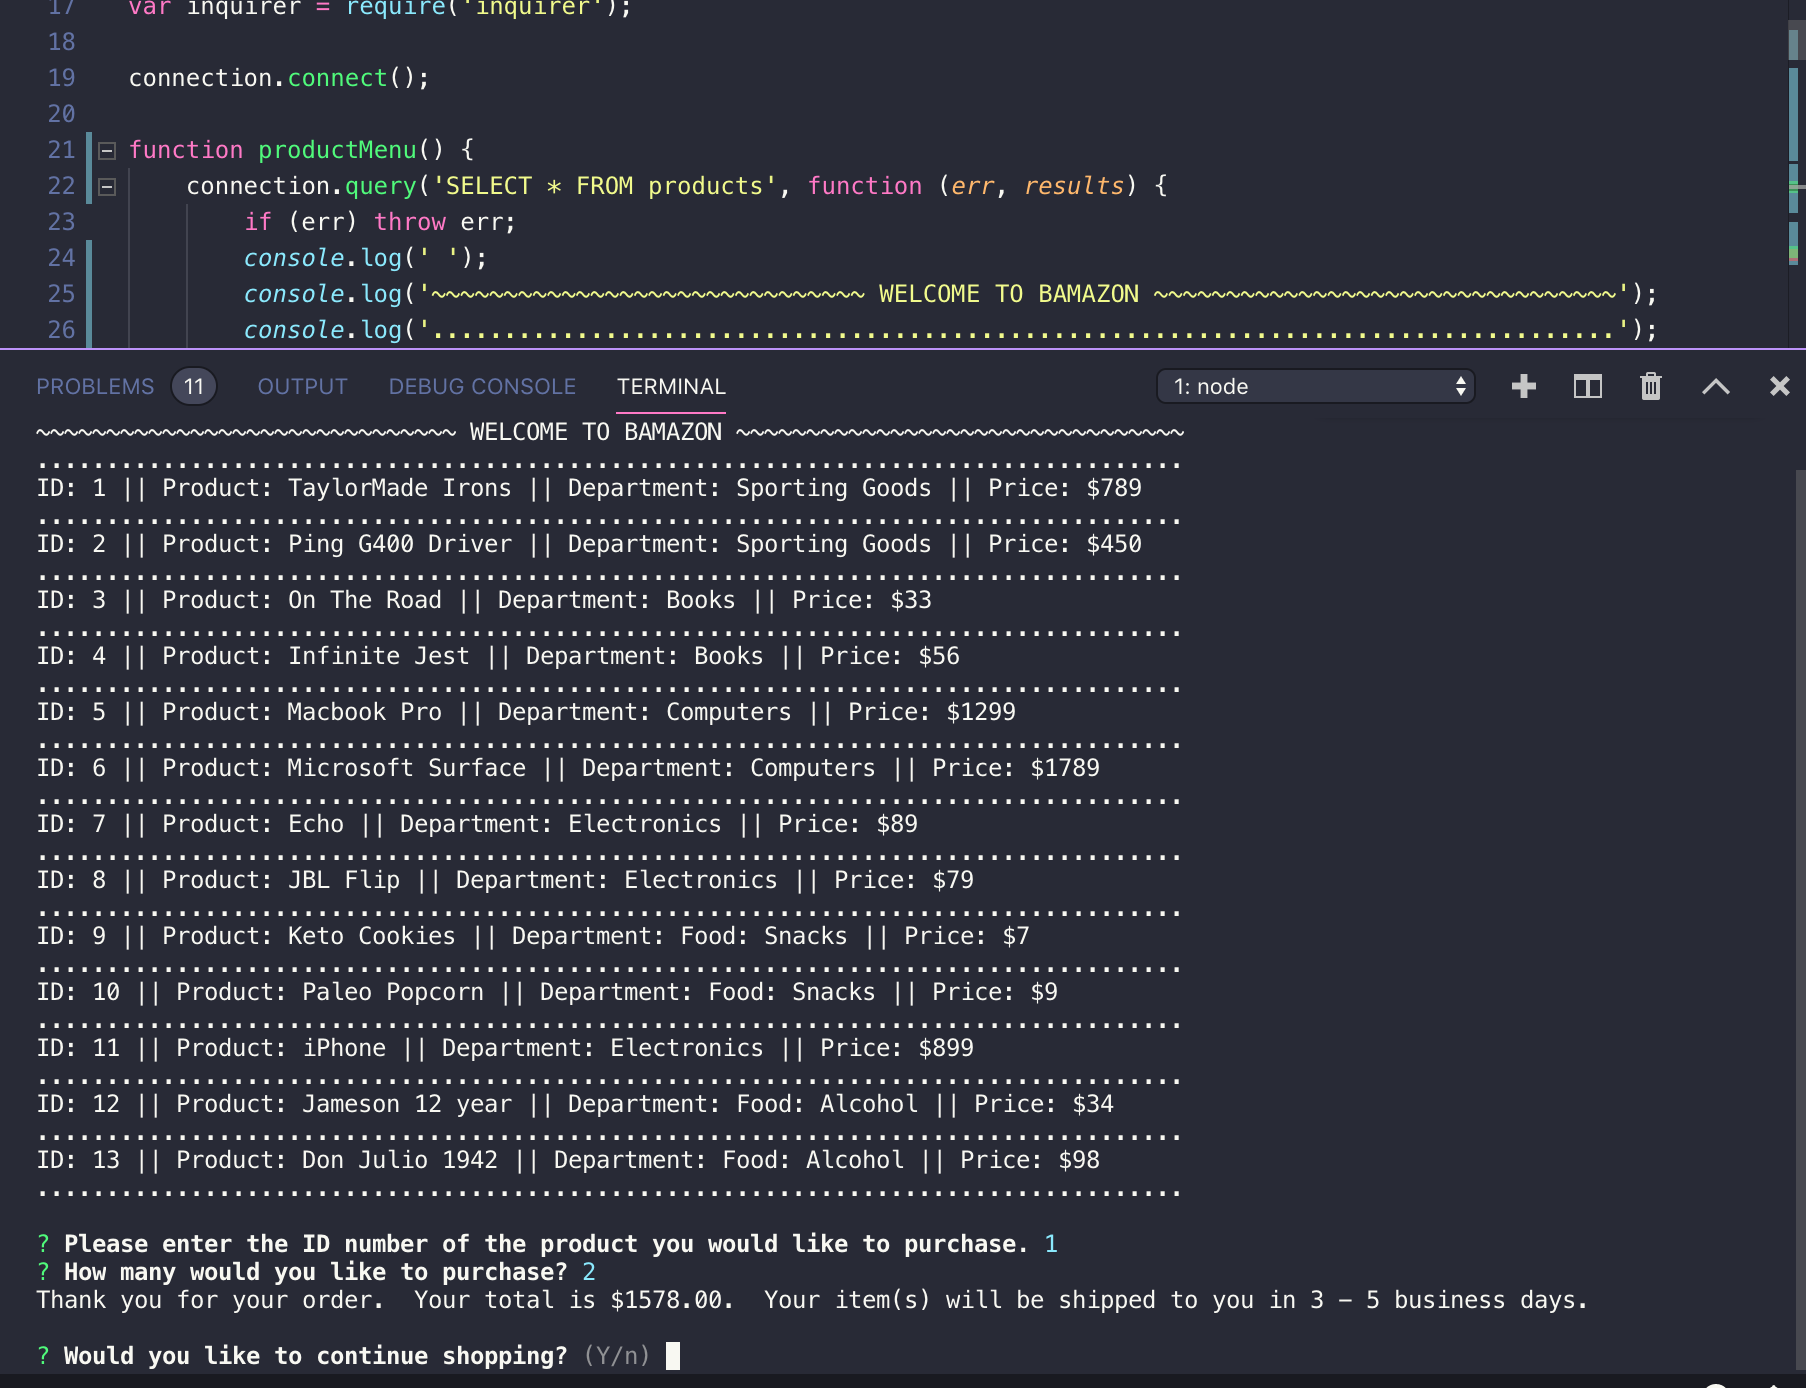 17 var inquirer = require('inquirer');
18
19 connection.connect();
20
21 function productMenu() {
22 connection.query('SELECT * FROM products', function (err, results) {
23 if (err) throw err;
24 console.log(' ');
25 console.log('~~~~~~~~~~~~~~~~~~~~~~~~~~~~~~ WELCOME TO BAMAZON ~~~~~~~~~~~~~~~~~~~~~~~~~~~~~~~~');
26 console.log('..................................................................................');
PROBLEMS 11 OUTPUT DEBUG CONSOLE TERMINAL 1: node
~~~~~~~~~~~~~~~~~~~~~~~~~~~~~~ WELCOME TO BAMAZON ~~~~~~~~~~~~~~~~~~~~~~~~~~~~~~~~
..................................................................................
ID: 1 || Product: TaylorMade Irons || Department: Sporting Goods || Price: $789
..................................................................................
ID: 2 || Product: Ping G400 Driver || Department: Sporting Goods || Price: $450
..................................................................................
ID: 3 || Product: On The Road || Department: Books || Price: $33
..................................................................................
ID: 4 || Product: Infinite Jest || Department: Books || Price: $56
..................................................................................
ID: 5 || Product: Macbook Pro || Department: Computers || Price: $1299
..................................................................................
ID: 6 || Product: Microsoft Surface || Department: Computers || Price: $1789
..................................................................................
ID: 7 || Product: Echo || Department: Electronics || Price: $89
..................................................................................
ID: 8 || Product: JBL Flip || Department: Electronics || Price: $79
..................................................................................
ID: 9 || Product: Keto Cookies || Department: Food: Snacks || Price: $7
..................................................................................
ID: 10 || Product: Paleo Popcorn || Department: Food: Snacks || Price: $9
..................................................................................
ID: 11 || Product: iPhone || Department: Electronics || Price: $899
..................................................................................
ID: 12 || Product: Jameson 12 year || Department: Food: Alcohol || Price: $34
..................................................................................
ID: 13 || Product: Don Julio 1942 || Department: Food: Alcohol || Price: $98
..................................................................................
? Please enter the ID number of the product you would like to purchase. 1
? How many would you like to purchase? 2
Thank you for your order.  Your total is $1578.00.  Your item(s) will be shipped to you in 3 - 5 business days.
? Would you like to continue shopping? (Y/n)